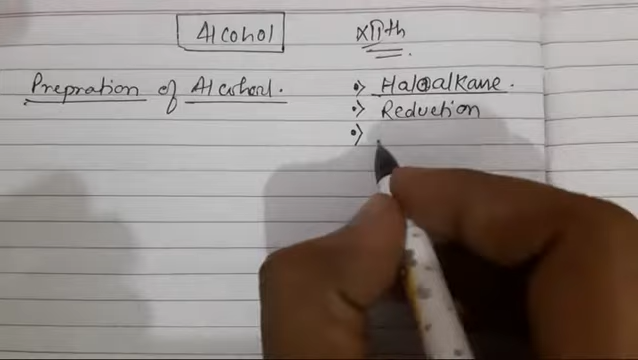 Alcohol XIIth
Prepration of Alcohol. •> Haloalkane.
•> Reduction
•>